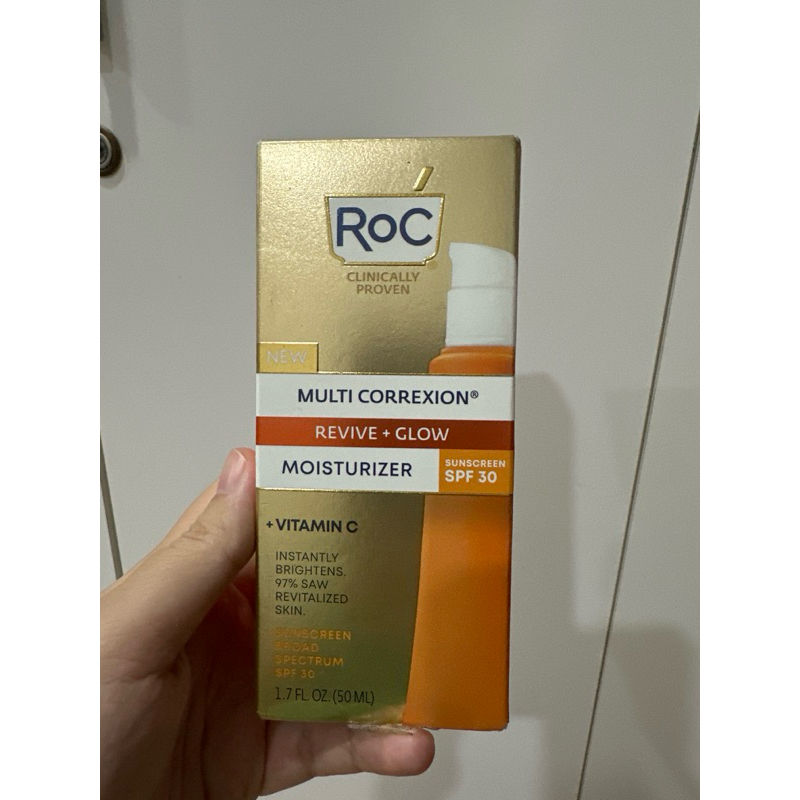 RoC
CLINICALLY
PROVEN
NEW
MULTI CORREXION®
REVIVE + GLOW
MOISTURIZER
SUNSCREEN
SPF 30
+ VITAMIN C
INSTANTLY
BRIGHTENS.
97% SAW
REVITALIZED
SKIN.
SUNSCREEN
BROAD
SPECTRUM
SPF 30
1.7 FL. OZ. (50 ML)